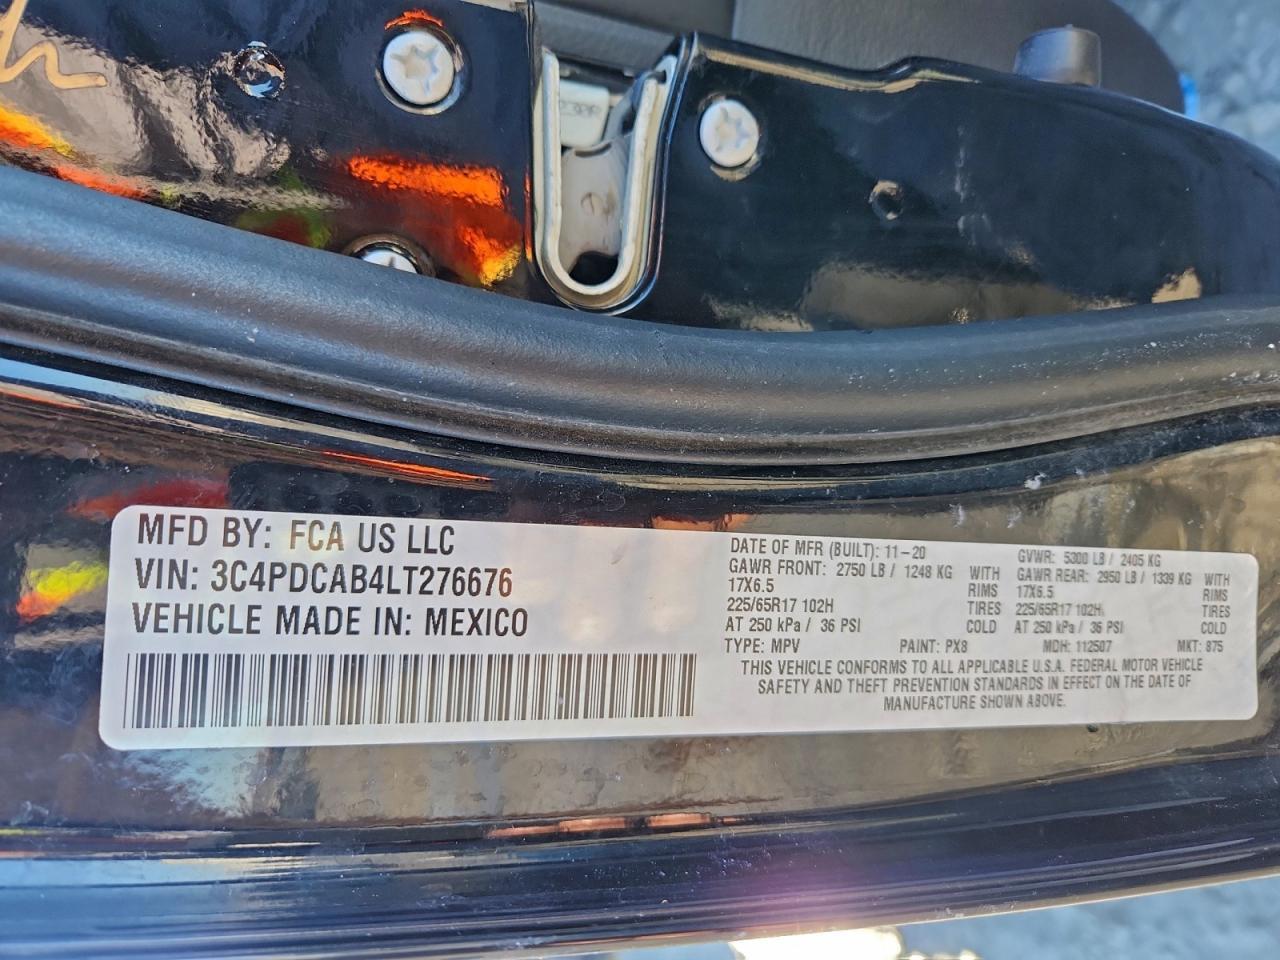 MFD BY: FCA US LLC
VIN: 3C4PDCAB4LT276676
VEHICLE MADE IN: MEXICO
DATE OF MFR (BUILT): 11-20
GVWR: 5300 LB / 2405 KG
GAWR FRONT: 2750 LB / 1248 KG WITH
17X6.5 RIMS
225/65R17 102H TIRES
AT 250 kPa / 36 PSI COLD
GAWR REAR: 2950 LB / 1339 KG WITH
17X6.5 RIMS
225/65R17 102H TIRES
AT 250 kPa / 36 PSI COLD
TYPE: MPV PAINT: PX8 MDH: 112507 MKT: 875
THIS VEHICLE CONFORMS TO ALL APPLICABLE U.S.A. FEDERAL MOTOR VEHICLE
SAFETY AND THEFT PREVENTION STANDARDS IN EFFECT ON THE DATE OF
MANUFACTURE SHOWN ABOVE.